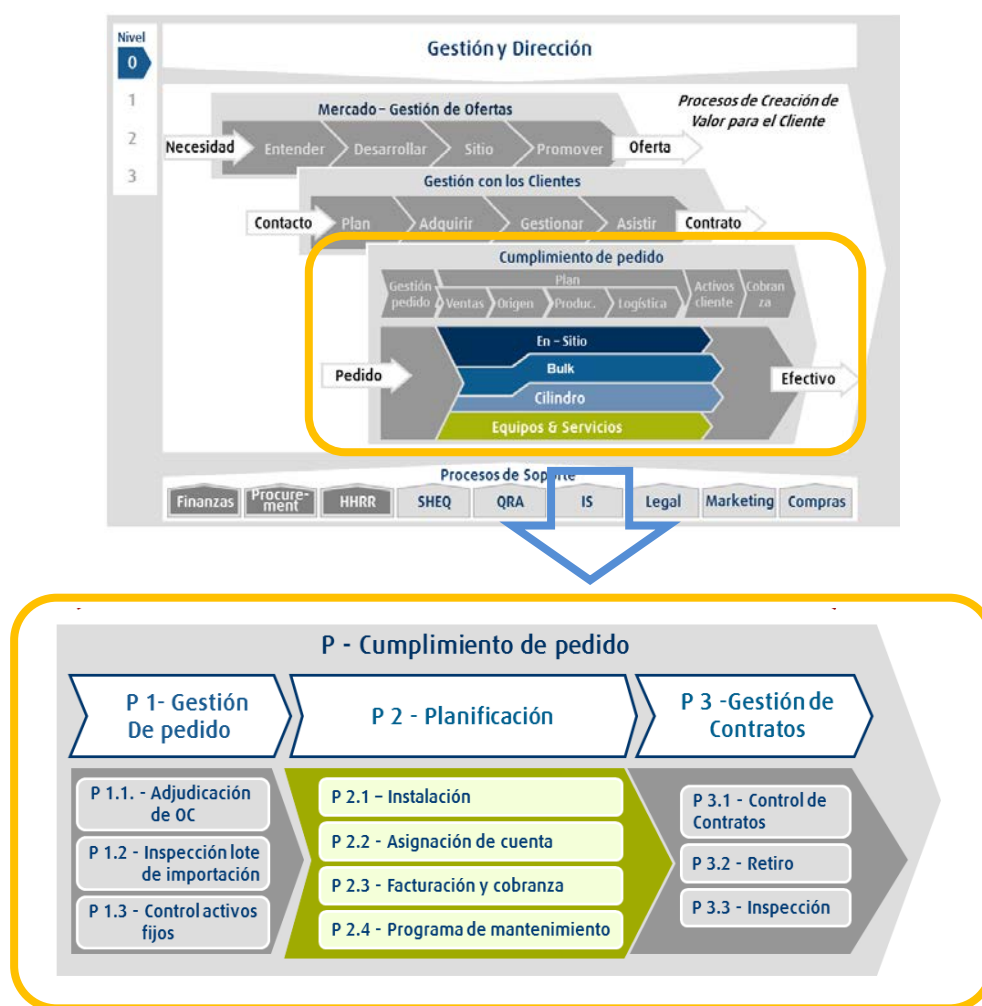 Nivel
0
1
2
3
Gestión y Dirección
Procesos de Creación de
Valor para el Cliente
Mercado – Gestión de Ofertas
Necesidad
Entender
Desarrollar
Sitio
Promover
Oferta
Gestión con los Clientes
Contacto
Plan
Adquirir
Gestionar
Asistir
Contrato
Cumplimiento de pedido
Gestión
pedido
Plan
Ventas
Origen
Produc.
Logística
Activos
cliente
Cobran
za
Pedido
En – Sitio
Bulk
Cilindro
Equipos & Servicios
Efectivo
Procesos de Soporte
Finanzas
Procure-
ment
HHRR
SHEQ
QRA
IS
Legal
Marketing
Compras
P - Cumplimiento de pedido
P 1- Gestión
De pedido
P 2 - Planificación
P 3 -Gestión de
Contratos
P 1.1. - Adjudicación
de OC
P 1.2 - Inspección lote
de importación
P 1.3 - Control activos
fijos
P 2.1 – Instalación
P 2.2 - Asignación de cuenta
P 2.3 - Facturación y cobranza
P 2.4 - Programa de mantenimiento
P 3.1 - Control de
Contratos
P 3.2 - Retiro
P 3.3 - Inspección